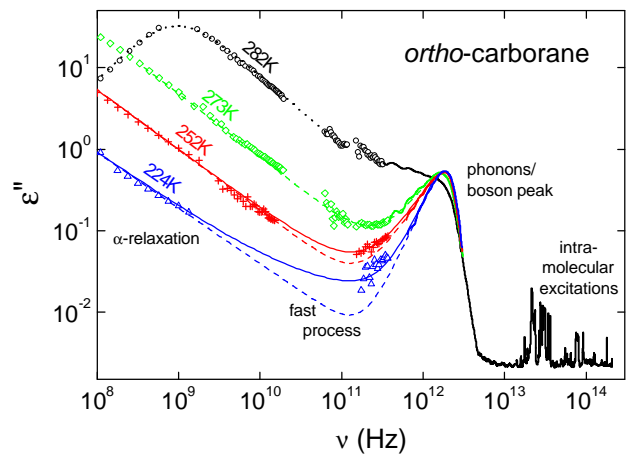 ortho-carborane
282K
273K
252K
224K
phonons/
boson peak
α-relaxation
intra-
molecular
excitations
fast
process
ε''
10¹
10⁰
10⁻¹
10⁻²
10⁸ 10⁹ 10¹⁰ 10¹¹ 10¹² 10¹³ 10¹⁴
ν (Hz)